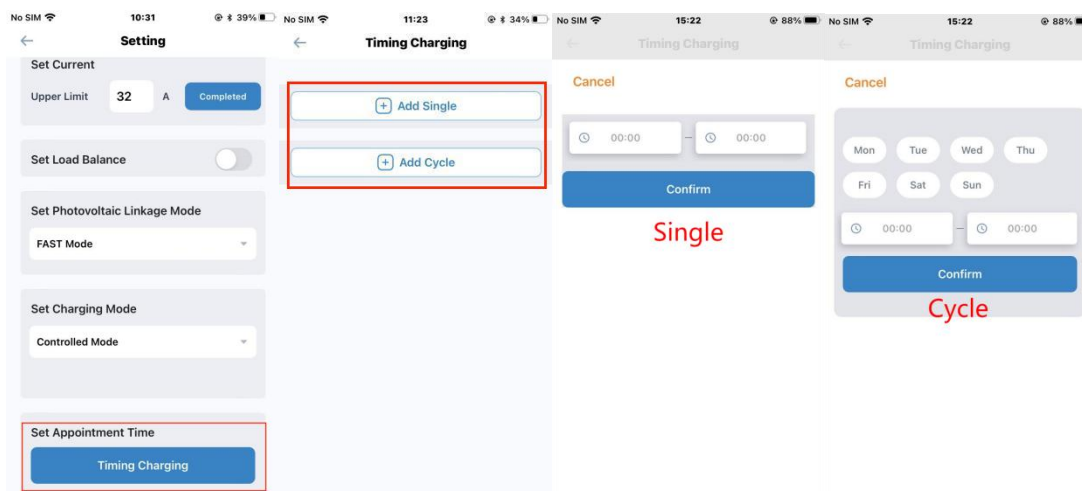 No SIM 10:31 39%
Setting
Set Current
Upper Limit 32 A Completed
Set Load Balance
Set Photovoltaic Linkage Mode
FAST Mode
Set Charging Mode
Controlled Mode
Set Appointment Time
Timing Charging
No SIM 11:23 34%
Timing Charging
Add Single
Add Cycle
No SIM 15:22 88%
Timing Charging
Cancel
00:00 – 00:00
Confirm
Single
No SIM 15:22 88%
Timing Charging
Cancel
Mon Tue Wed Thu
Fri Sat Sun
00:00 – 00:00
Confirm
Cycle